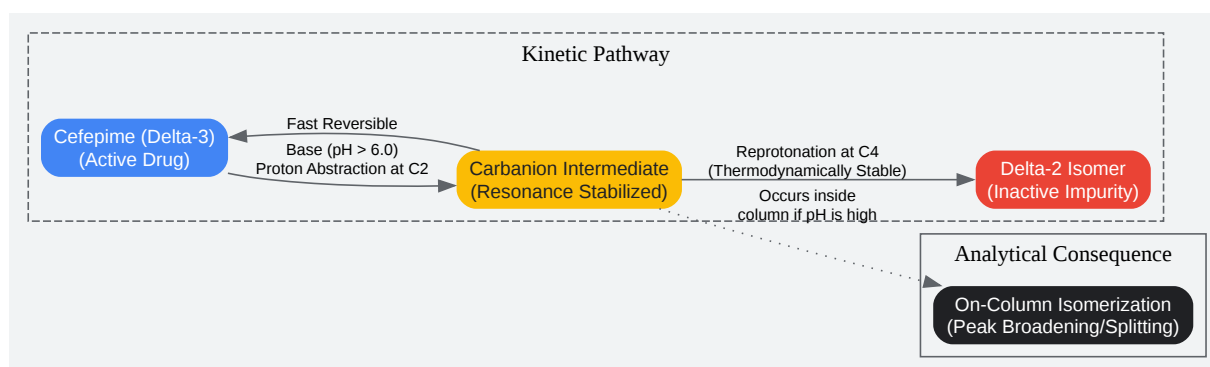 Kinetic Pathway
Cefepime (Delta-3)
(Active Drug)
Fast Reversible
Base (pH > 6.0)
Proton Abstraction at C2
Carbanion Intermediate
(Resonance Stabilized)
Reprotonation at C4
(Thermodynamically Stable)
Occurs inside
column if pH is high
Delta-2 Isomer
(Inactive Impurity)
Analytical Consequence
On-Column Isomerization
(Peak Broadening/Splitting)